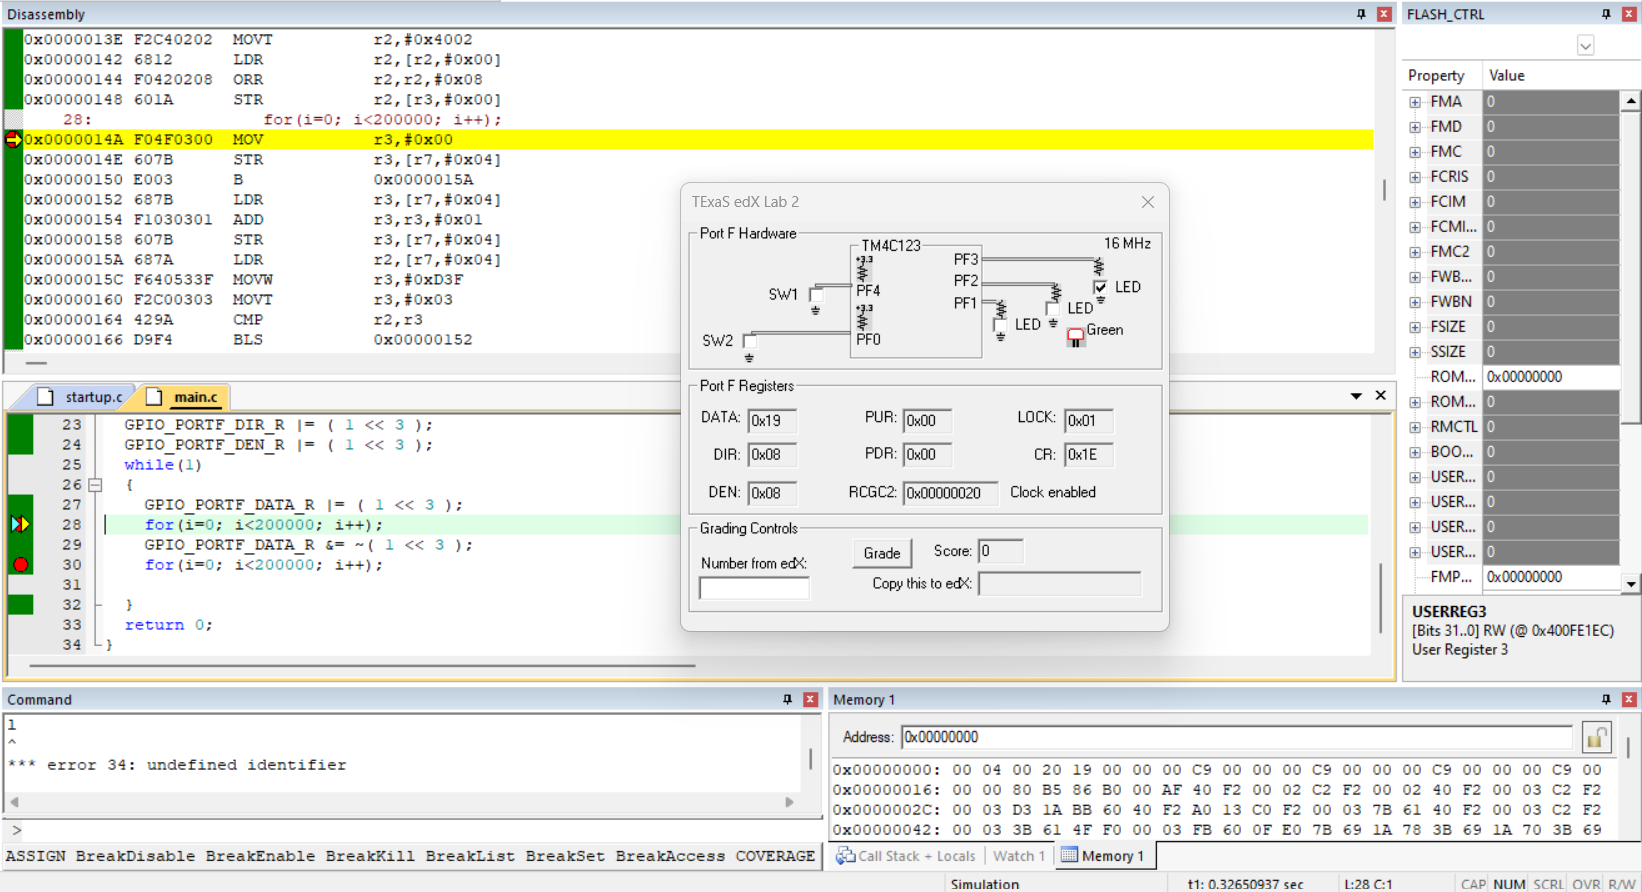 Disassembly
0x0000013E F2C40202 MOVT r2,#0x4002
0x00000142 6812 LDR r2,[r2,#0x00]
0x00000144 F0420208 ORR r2,r2,#0x08
0x00000148 601A STR r2,[r3,#0x00]
28: for(i=0; i<200000; i++);
0x0000014A F04F0300 MOV r3,#0x00
0x0000014E 607B STR r3,[r7,#0x04]
0x00000150 E003 B 0x0000015A
0x00000152 687B LDR r3,[r7,#0x04]
0x00000154 F1030301 ADD r3,r3,#0x01
0x00000158 607B STR r3,[r7,#0x04]
0x0000015A 687A LDR r2,[r7,#0x04]
0x0000015C F640533F MOVW r3,#0xD3F
0x00000160 F2C00303 MOVT r3,#0x03
0x00000164 429A CMP r2,r3
0x00000166 D9F4 BLS 0x00000152
startup.c main.c
23 GPIO_PORTF_DIR_R |= ( 1 << 3 );
24 GPIO_PORTF_DEN_R |= ( 1 << 3 );
25 while(1)
26 {
27 GPIO_PORTF_DATA_R |= ( 1 << 3 );
28 for(i=0; i<200000; i++);
29 GPIO_PORTF_DATA_R &= ~( 1 << 3 );
30 for(i=0; i<200000; i++);
31
32 }
33 return 0;
34 }
TExaS edX Lab 2
Port F Hardware
TM4C123
16 MHz
+3.3
PF3
PF2
PF1
SW1
PF4
+3.3
SW2
PF0
LED
LED
LED
Green
Port F Registers
DATA: 0x19 PUR: 0x00 LOCK: 0x01
DIR: 0x08 PDR: 0x00 CR: 0x1E
DEN: 0x08 RCGC2: 0x00000020 Clock enabled
Grading Controls
Number from edX:
Grade Score: 0
Copy this to edX:
FLASH_CTRL
Property Value
FMA 0
FMD 0
FMC 0
FCRIS 0
FCIM 0
FCMI... 0
FMC2 0
FWB... 0
FWBN 0
FSIZE 0
SSIZE 0
ROM... 0x00000000
ROM... 0
RMCTL 0
BOO... 0
USER... 0
USER... 0
USER... 0
USER... 0
FMP... 0x00000000
USERREG3
[Bits 31..0] RW (@ 0x400FE1EC)
User Register 3
Command
1
^
*** error 34: undefined identifier
>
ASSIGN BreakDisable BreakEnable BreakKill BreakList BreakSet BreakAccess COVERAGE
Memory 1
Address: 0x00000000
0x00000000: 00 04 00 20 19 00 00 00 C9 00 00 00 C9 00 00 00 C9 00 00 00 C9 00
0x00000016: 00 00 80 B5 86 B0 00 AF 40 F2 00 02 C2 F2 00 02 40 F2 00 03 C2 F2
0x0000002C: 00 03 D3 1A BB 60 40 F2 A0 13 C0 F2 00 03 7B 61 40 F2 00 03 C2 F2
0x00000042: 00 03 3B 61 4F F0 00 03 FB 60 0F E0 7B 69 1A 78 3B 69 1A 70 3B 69
Call Stack + Locals Watch 1 Memory 1
Simulation t1: 0.32650937 sec L:28 C:1 CAP NUM SCRL OVR R/W